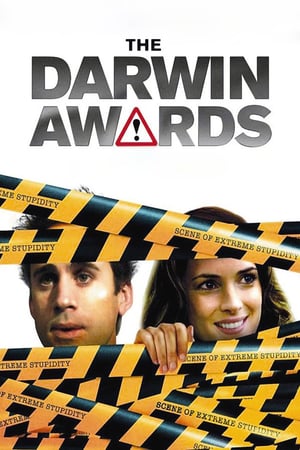 THE
DARWIN
AWARDS
SCENE OF EXTREME STUPIDITY
EXTREME STUPIDITY
SCENE OF EXTREME STUPIDITY
SCENE OF EXTREME STUPIDITY
SCENE OF EXTREME STUPIDITY